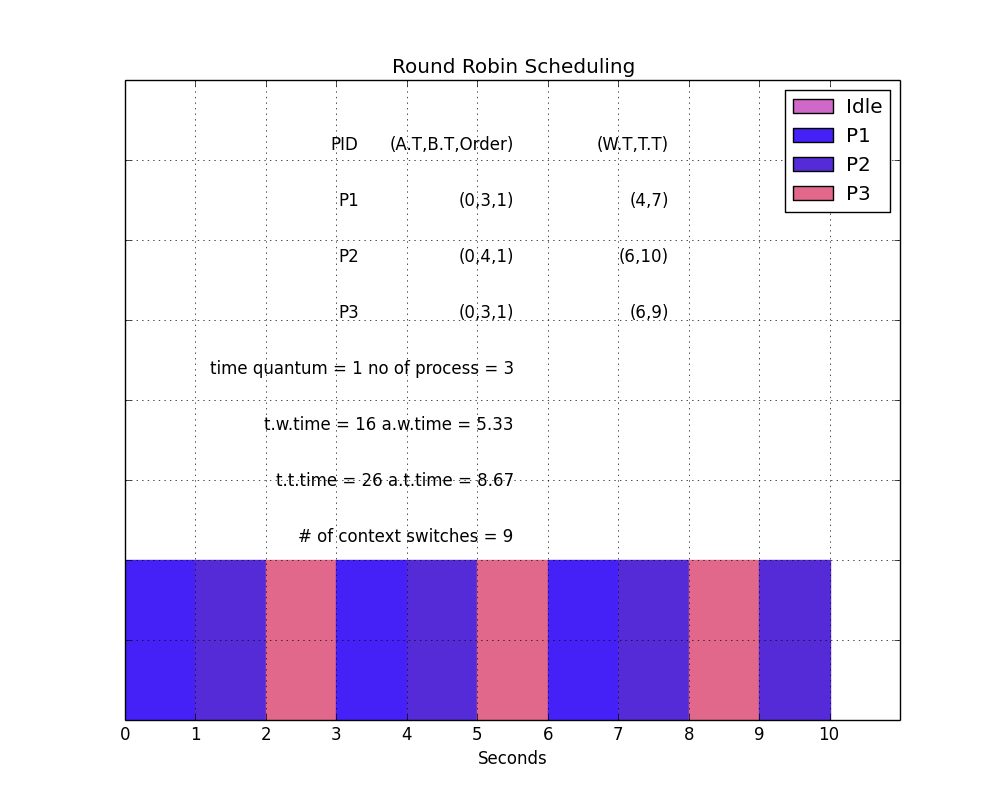 Round Robin Scheduling
Idle
P1
P2
P3
PID (A.T,B.T,Order) (W.T,T.T)
P1 (0,3,1) (4,7)
P2 (0,4,1) (6,10)
P3 (0,3,1) (6,9)
time quantum = 1 no of process = 3
t.w.time = 16 a.w.time = 5.33
t.t.time = 26 a.t.time = 8.67
# of context switches = 9
0 1 2 3 4 5 6 7 8 9 10
Seconds